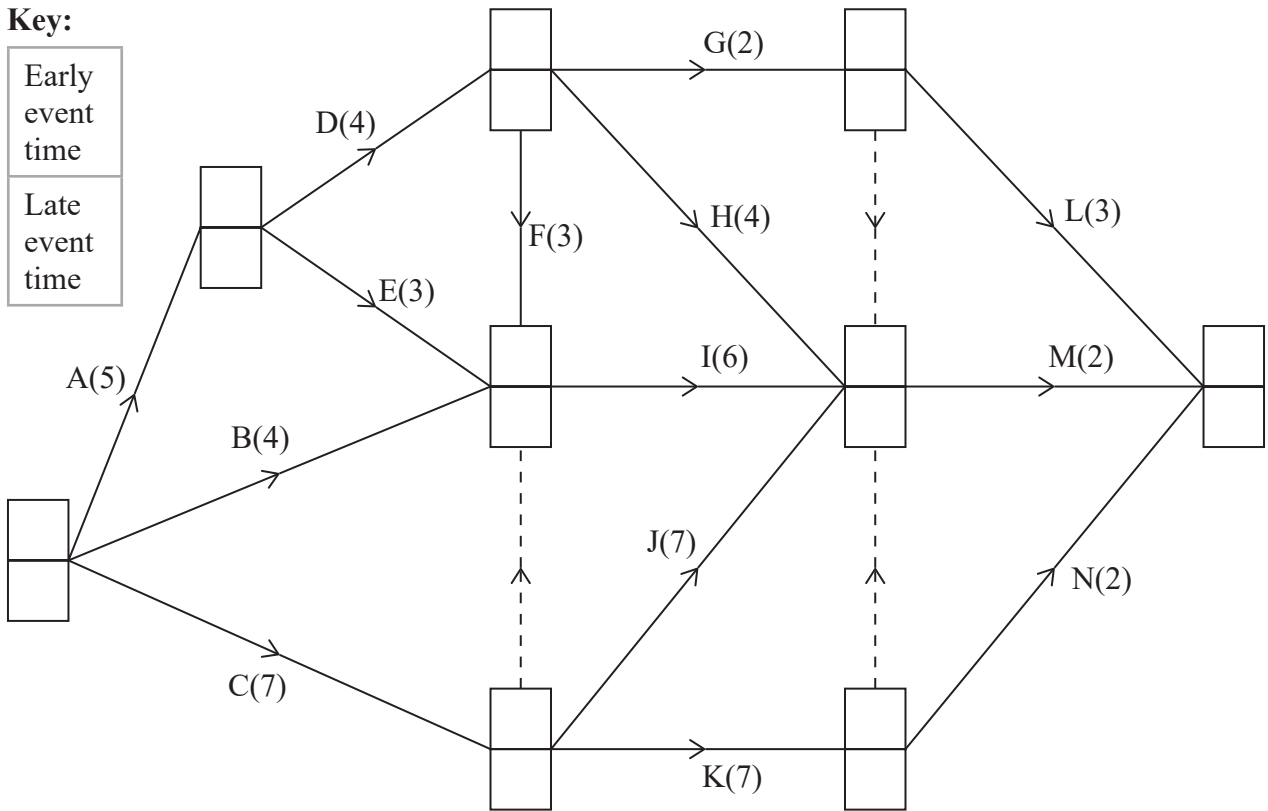 Key:
Early
event
time
Late
event
time
G(2)
D(4)
H(4)
L(3)
F(3)
E(3)
I(6)
M(2)
A(5)
B(4)
J(7)
N(2)
C(7)
K(7)